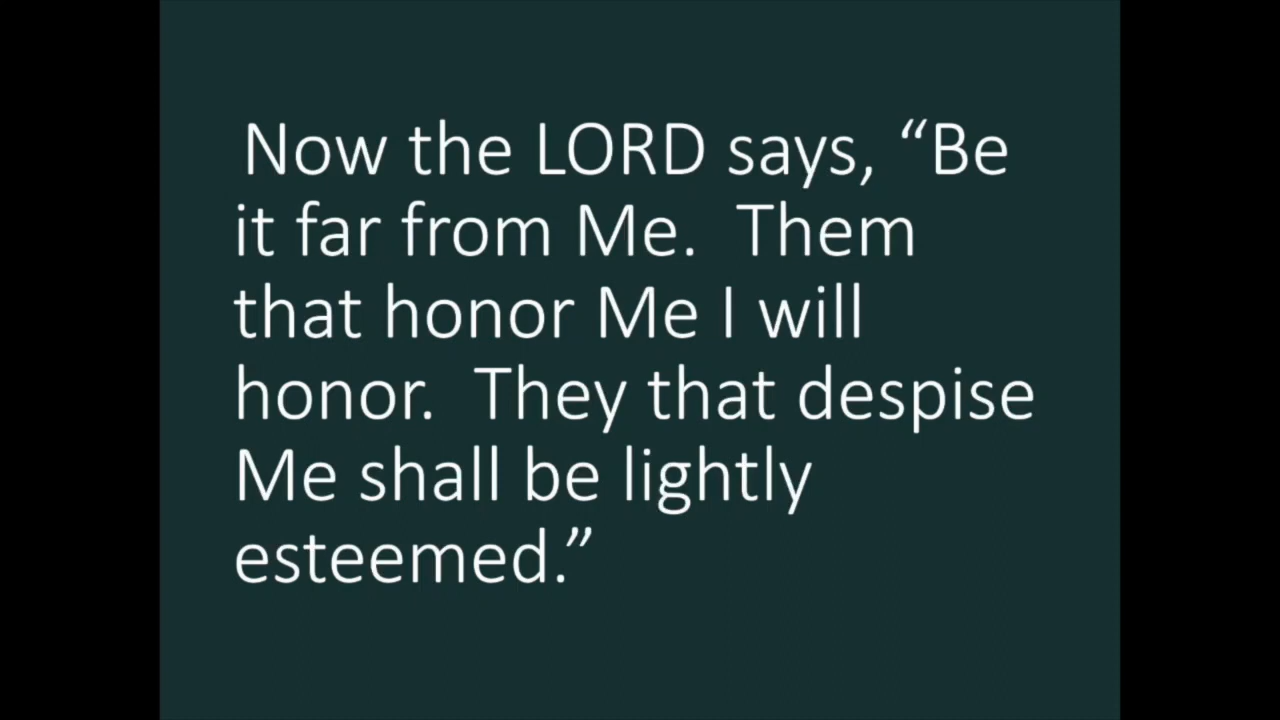 Now the LORD says, “Be
it far from Me.  Them
that honor Me I will
honor.  They that despise
Me shall be lightly
esteemed.”